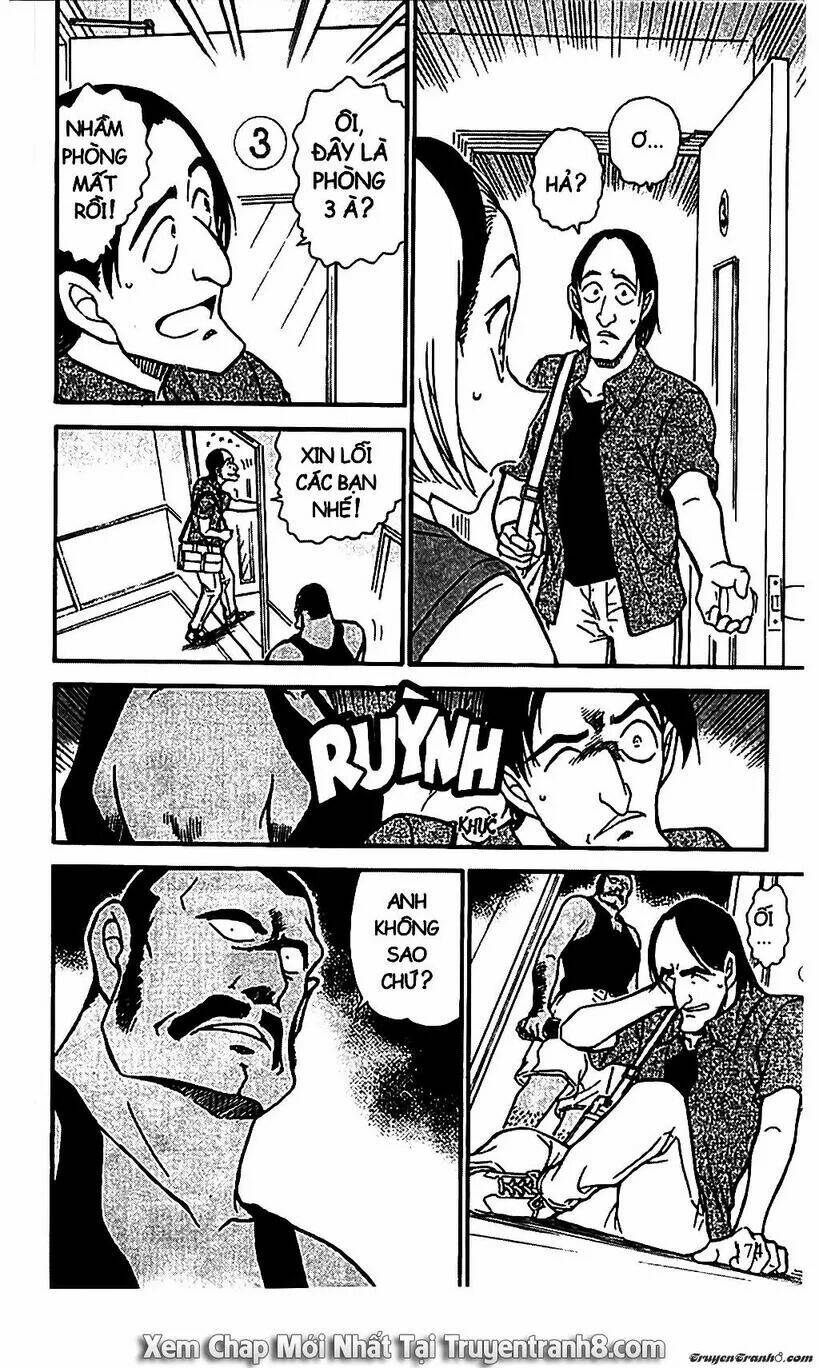 Ơ...
HẢ?
3
ÔI,
ĐÂY LÀ
PHÒNG
3 À?
3
NHẦM
PHÒNG
MẤT
RỒI!
XIN LỖI
CÁC BẠN
NHÉ!
RUỲNH
KHỤC
ỐI
...
ANH
KHÔNG
SAO
CHỨ?
174
Xem Chap Mới Nhất Tại Truyentranh8.com
TruyenTranh8.com